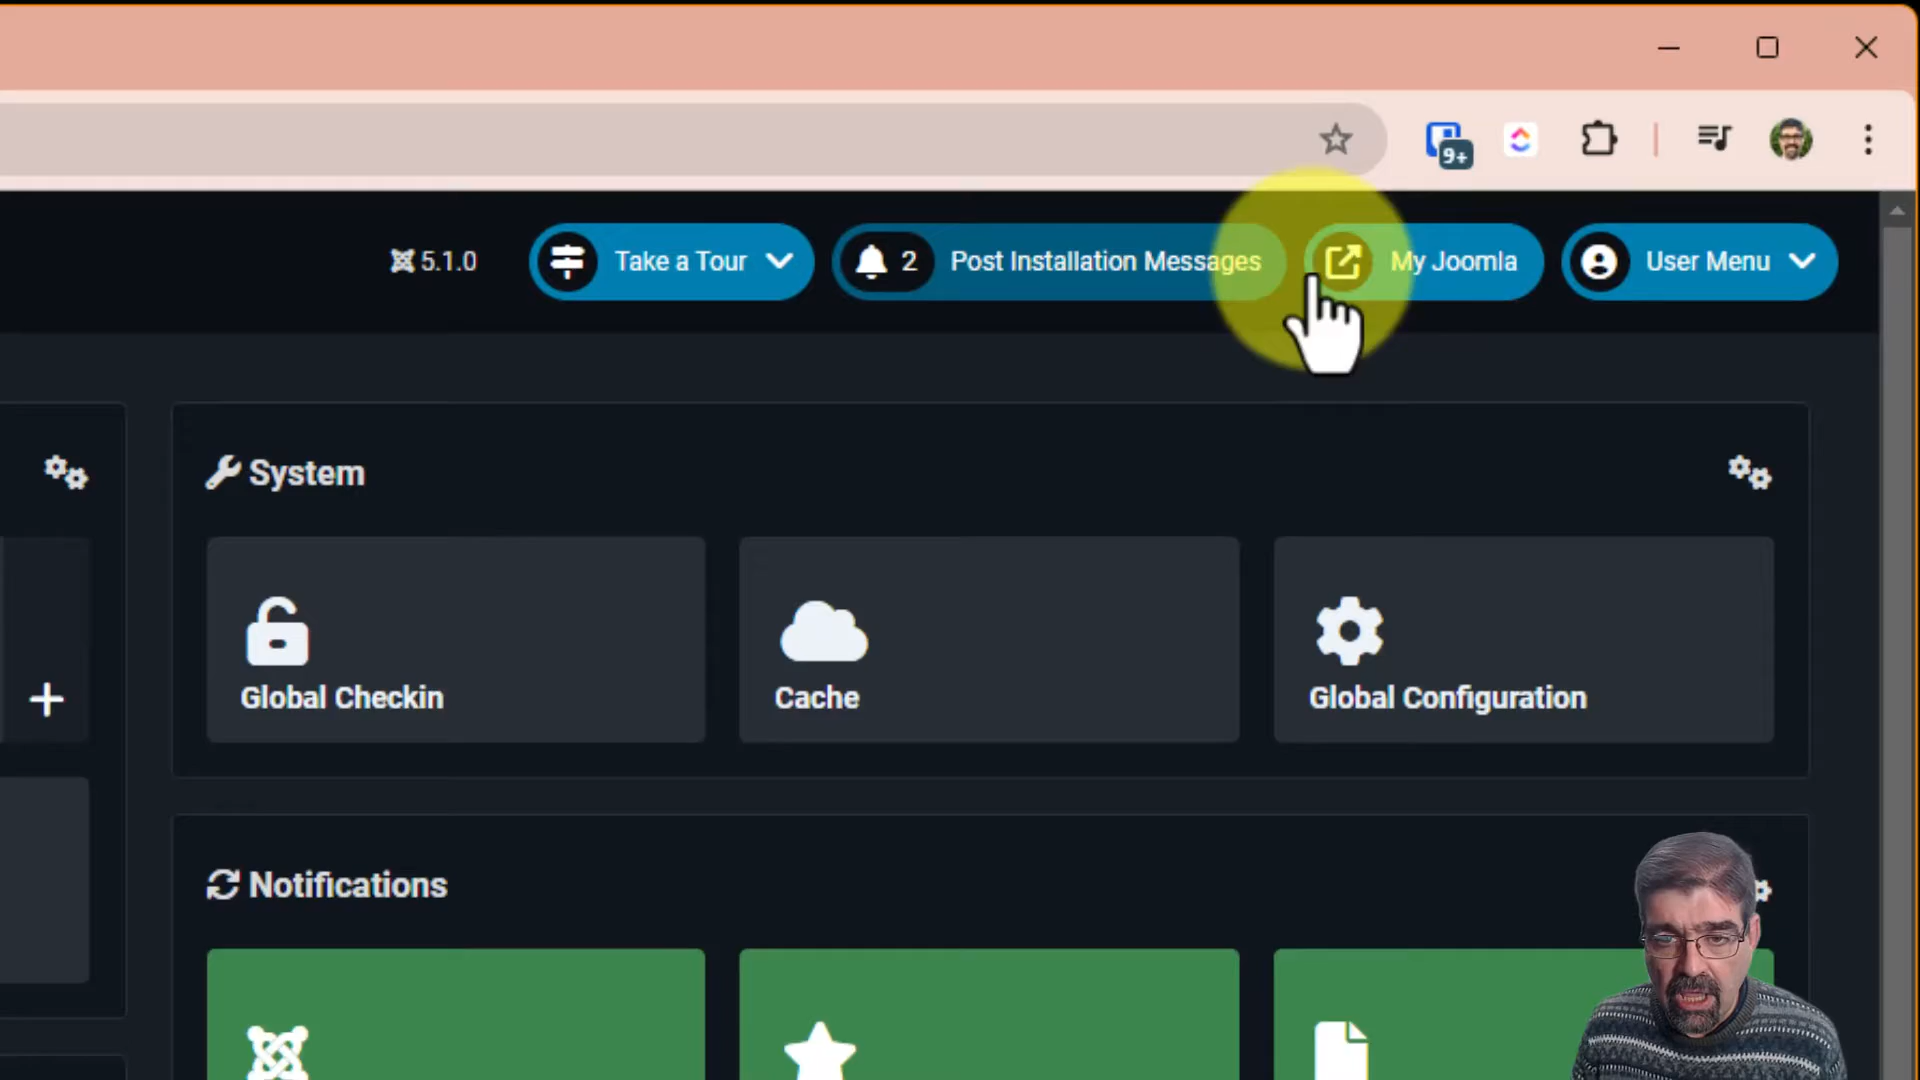 9+
5.1.0
Take a Tour
2 Post Installation Messages
My Joomla
User Menu
System
Global Checkin
Cache
Global Configuration
Notifications